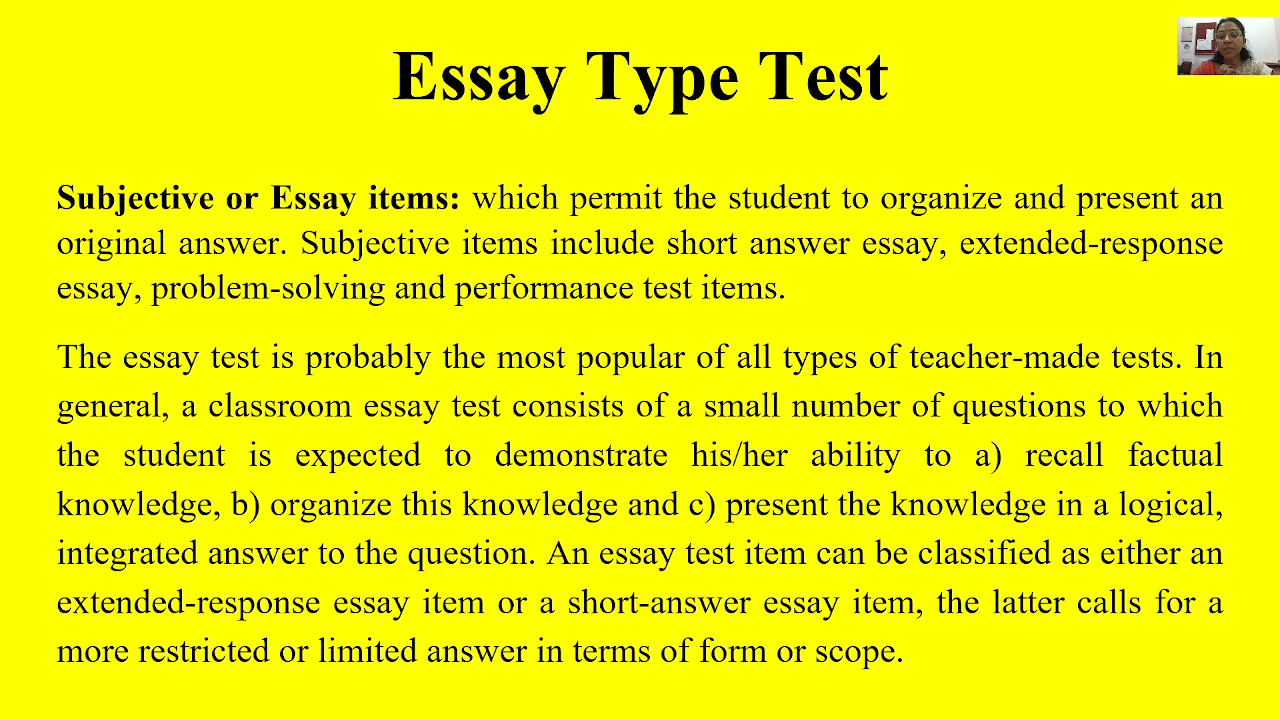 Essay Type Test
Subjective or Essay items: which permit the student to organize and present an
original answer. Subjective items include short answer essay, extended-response
essay, problem-solving and performance test items.
The essay test is probably the most popular of all types of teacher-made tests. In
general, a classroom essay test consists of a small number of questions to which
the student is expected to demonstrate his/her ability to a) recall factual
knowledge, b) organize this knowledge and c) present the knowledge in a logical,
integrated answer to the question. An essay test item can be classified as either an
extended-response essay item or a short-answer essay item, the latter calls for a
more restricted or limited answer in terms of form or scope.